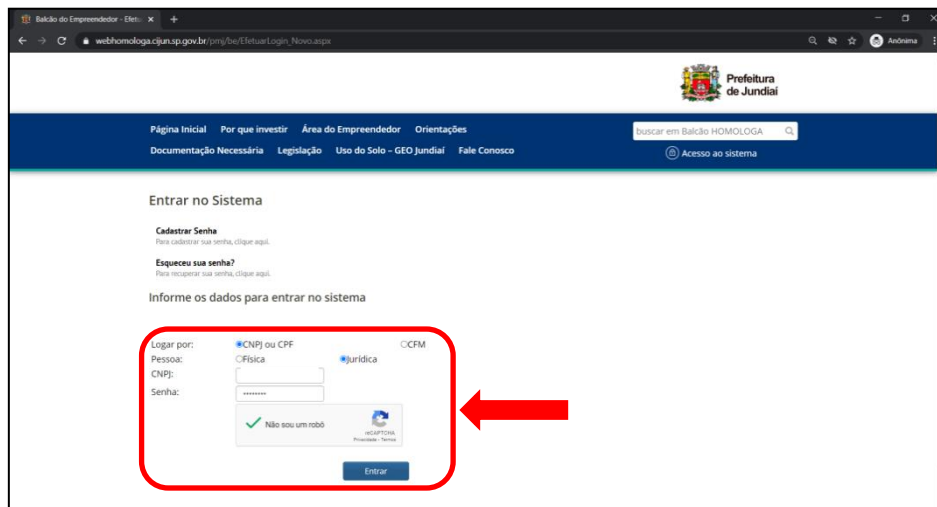 Balcão do Empreendedor - Efetu
webhomologa.cijun.sp.gov.br/pmj/be/EfetuarLogin_Novo.aspx
Anônima
Prefeitura
de Jundiaí
Página Inicial Por que investir Área do Empreendedor Orientações
buscar em Balcão HOMOLOGA
Documentação Necessária Legislação Uso do Solo – GEO Jundiaí Fale Conosco
Acesso ao sistema
Entrar no Sistema
Cadastrar Senha
Para cadastrar sua senha, clique aqui.
Esqueceu sua senha?
Para recuperar sua senha, clique aqui.
Informe os dados para entrar no sistema
Logar por: CNPJ ou CPF CFM
Pessoa: Física Jurídica
CNPJ:
Senha: ••••••••
Não sou um robô
reCAPTCHA
Privacidade - Termos
Entrar